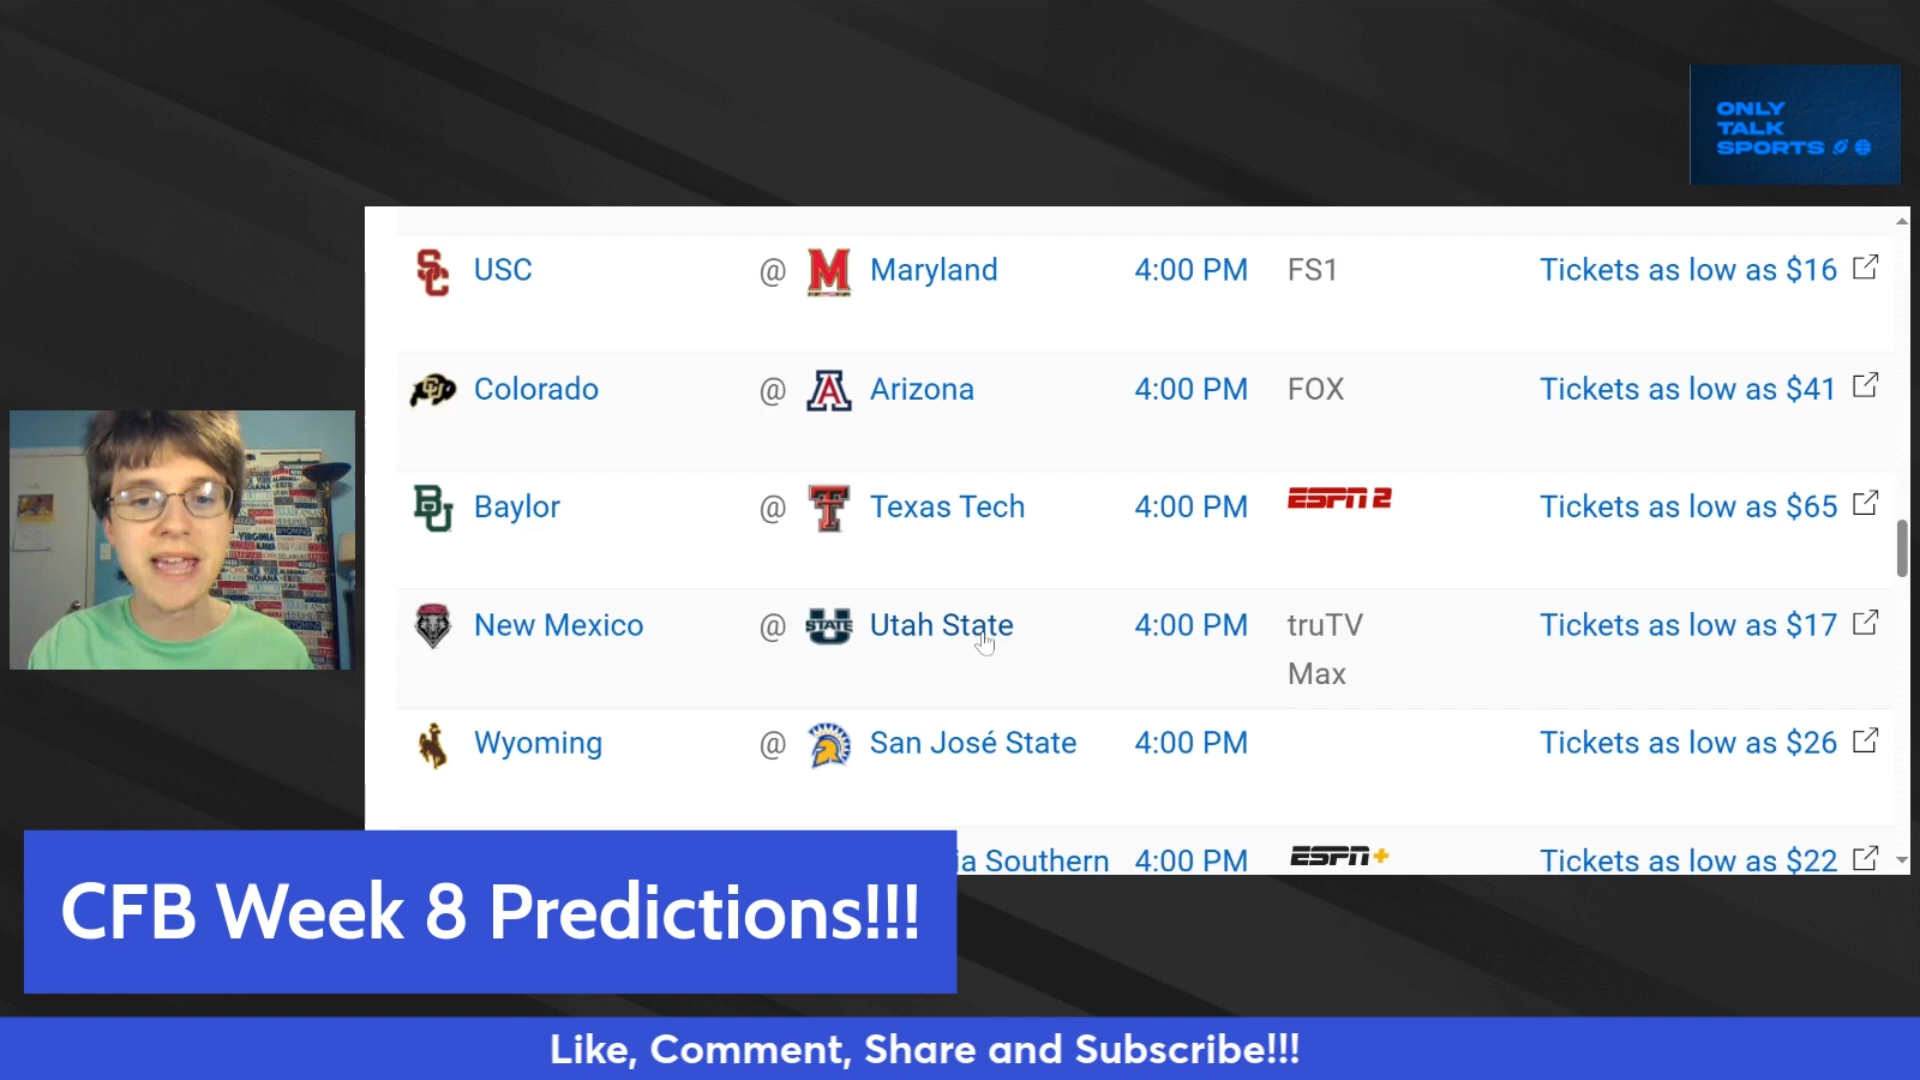 ONLY
TALK
SPORTS
USC @ Maryland 4:00 PM FS1 Tickets as low as $16
Colorado @ Arizona 4:00 PM FOX Tickets as low as $41
Baylor @ Texas Tech 4:00 PM ESPN 2 Tickets as low as $65
New Mexico @ Utah State 4:00 PM truTV Tickets as low as $17
Max
Wyoming @ San José State 4:00 PM Tickets as low as $26
ia Southern 4:00 PM ESPN+ Tickets as low as $22
CFB Week 8 Predictions!!!
Like, Comment, Share and Subscribe!!!